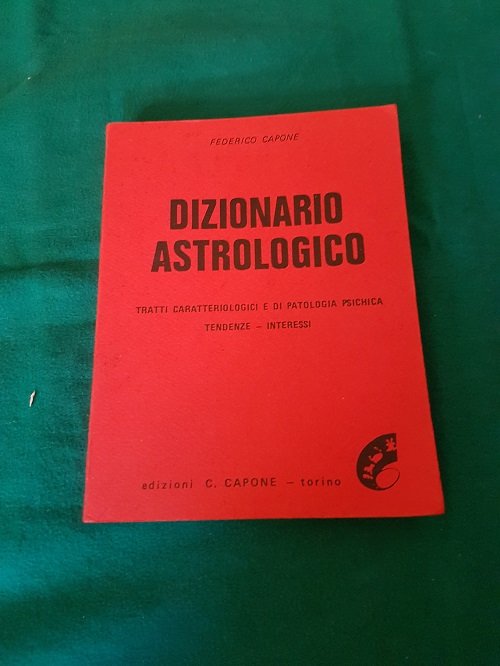 FEDERICO CAPONE
DIZIONARIO
ASTROLOGICO
TRATTI CARATTERIOLOGICI E DI PATOLOGIA PSICHICA
TENDENZE – INTERESSI
edizioni C. CAPONE – torino